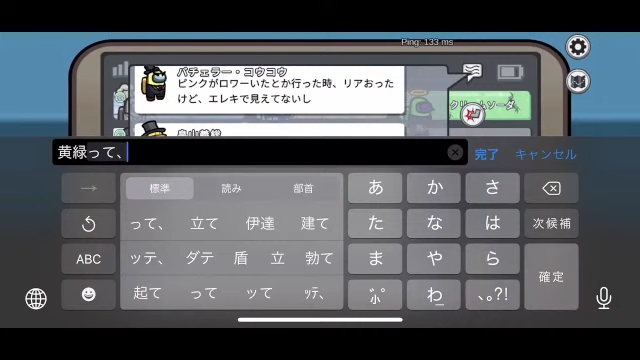 Ping: 133 ms
バチェラー・コウコウ
ピンクがロワーいたとか行った時、リアおった
けど、エレキで見えてないし
クリームソーダ
黄緑って、
完了
キャンセル
→
標準
読み
部首
あ
か
さ
って、
立て
伊達
建て
た
な
は
次候補
ABC
ッテ、
ダテ
盾
立
勃て
ま
や
ら
確定
起て
って
ッて
ｯﾃ、
小
わ
、。?!